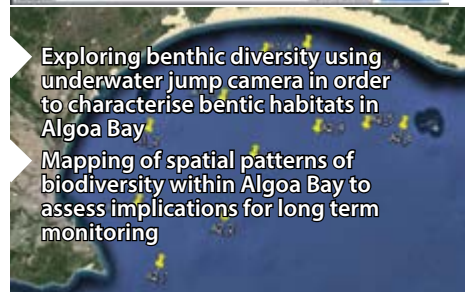 Exploring benthic diversity using
underwater jump camera in order
to characterise bentic habitats in
Algoa Bay
Mapping of spatial patterns of
biodiversity within Algoa Bay to
assess implications for long term
monitoring